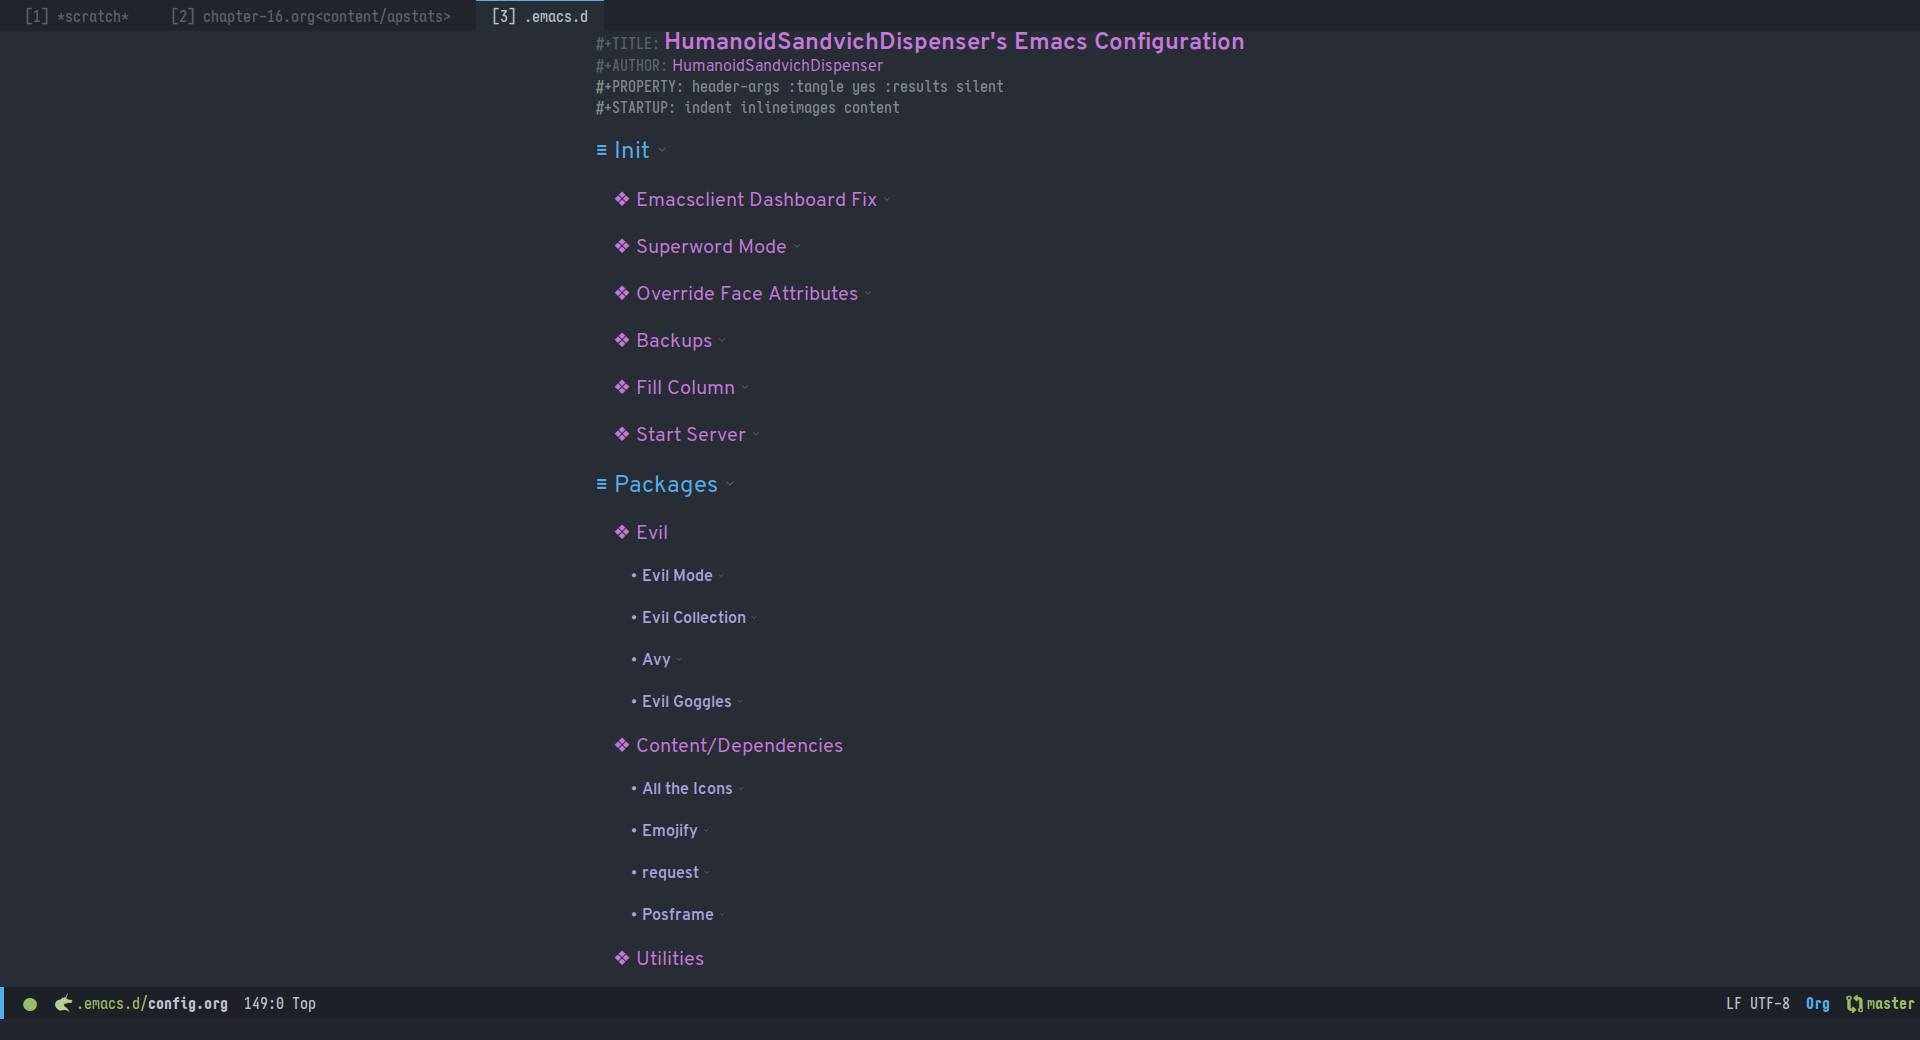 [1] *scratch* [2] chapter-16.org<content/apstats> [3] .emacs.d
#+TITLE: HumanoidSandvichDispenser's Emacs Configuration
#+AUTHOR: HumanoidSandvichDispenser
#+PROPERTY: header-args :tangle yes :results silent
#+STARTUP: indent inlineimages content
≡ Init
❖ Emacsclient Dashboard Fix
❖ Superword Mode
❖ Override Face Attributes
❖ Backups
❖ Fill Column
❖ Start Server
≡ Packages
❖ Evil
• Evil Mode
• Evil Collection
• Avy
• Evil Goggles
❖ Content/Dependencies
• All the Icons
• Emojify
• request
• Posframe
❖ Utilities
.emacs.d/config.org 149:0 Top LF UTF-8 Org master